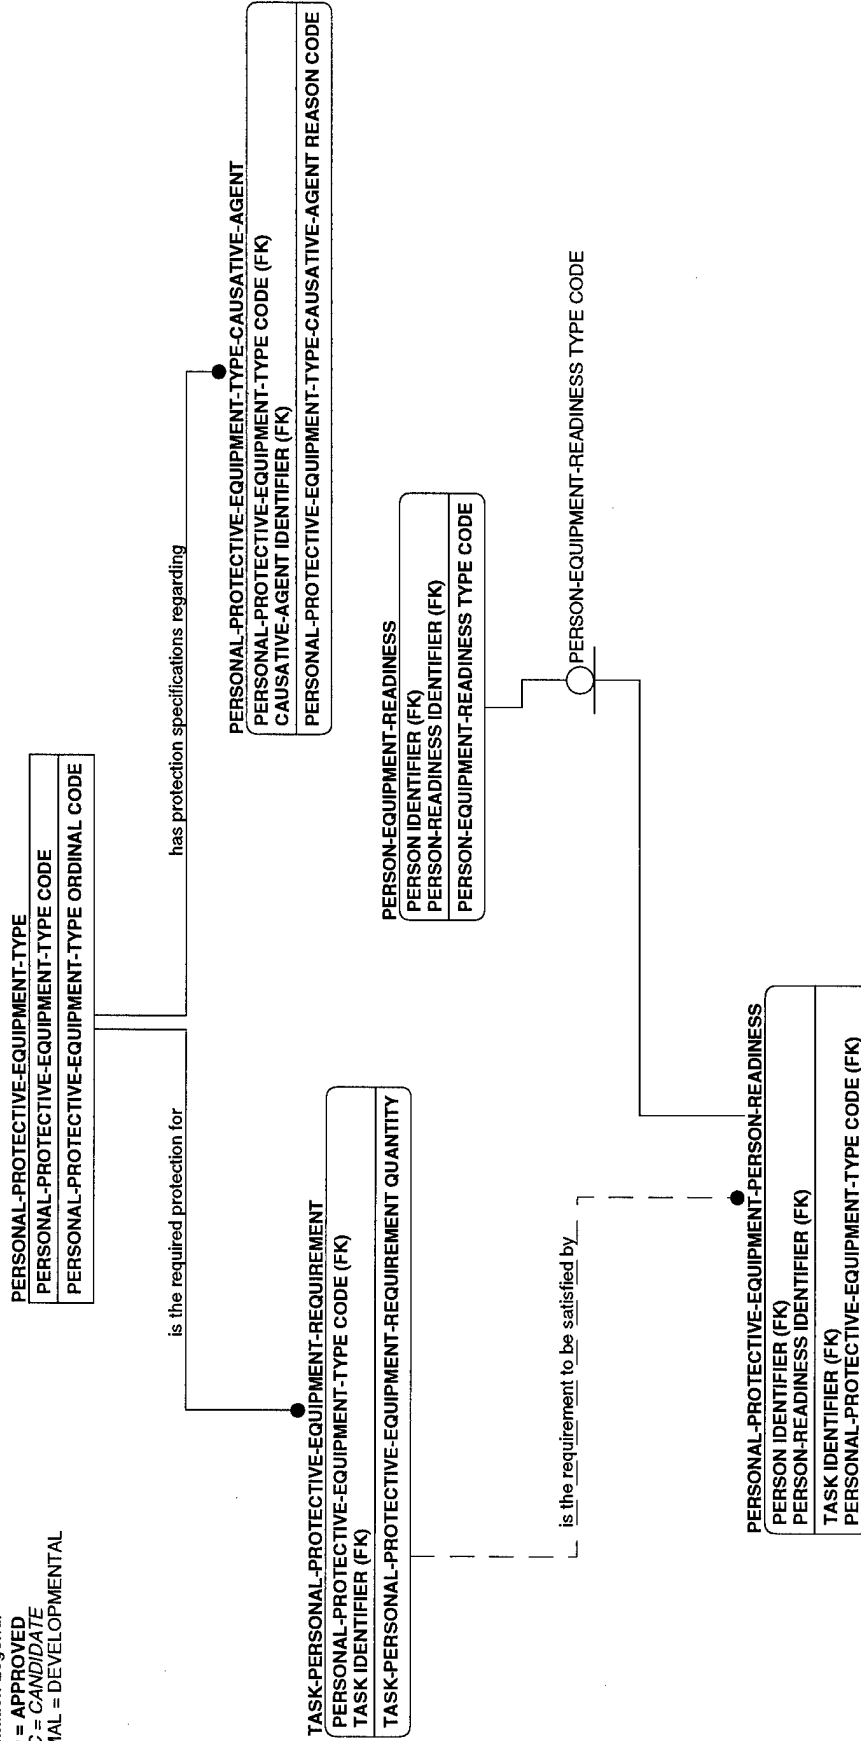 = APPROVED
= CANDIDATE
= DEVELOPMENTAL
PERSONAL-PROTECTIVE-EQUIPMENT-TYPE
PERSONAL-PROTECTIVE-EQUIPMENT-TYPE CODE
PERSONAL-PROTECTIVE-EQUIPMENT-TYPE ORDINAL CODE
is the required protection for
has protection specifications regarding
TASK-PERSONAL-PROTECTIVE-EQUIPMENT-REQUIREMENT
PERSONAL-PROTECTIVE-EQUIPMENT-TYPE CODE (FK)
TASK IDENTIFIER (FK)
TASK-PERSONAL-PROTECTIVE-EQUIPMENT-REQUIREMENT QUANTITY
PERSONAL-PROTECTIVE-EQUIPMENT-TYPE-CAUSATIVE-AGENT
PERSONAL-PROTECTIVE-EQUIPMENT-TYPE CODE (FK)
CAUSATIVE-AGENT IDENTIFIER (FK)
PERSONAL-PROTECTIVE-EQUIPMENT-TYPE-CAUSATIVE-AGENT REASON CODE
PERSON-EQUIPMENT-READINESS
PERSON IDENTIFIER (FK)
PERSON-READINESS IDENTIFIER (FK)
PERSON-EQUIPMENT-READINESS TYPE CODE
is the requirement to be satisfied by
PERSON-EQUIPMENT-READINESS TYPE CODE
PERSONAL-PROTECTIVE-EQUIPMENT-PERSON-READINESS
PERSON IDENTIFIER (FK)
PERSON-READINESS IDENTIFIER (FK)
TASK IDENTIFIER (FK)
PERSONAL-PROTECTIVE-EQUIPMENT-TYPE CODE (FK)